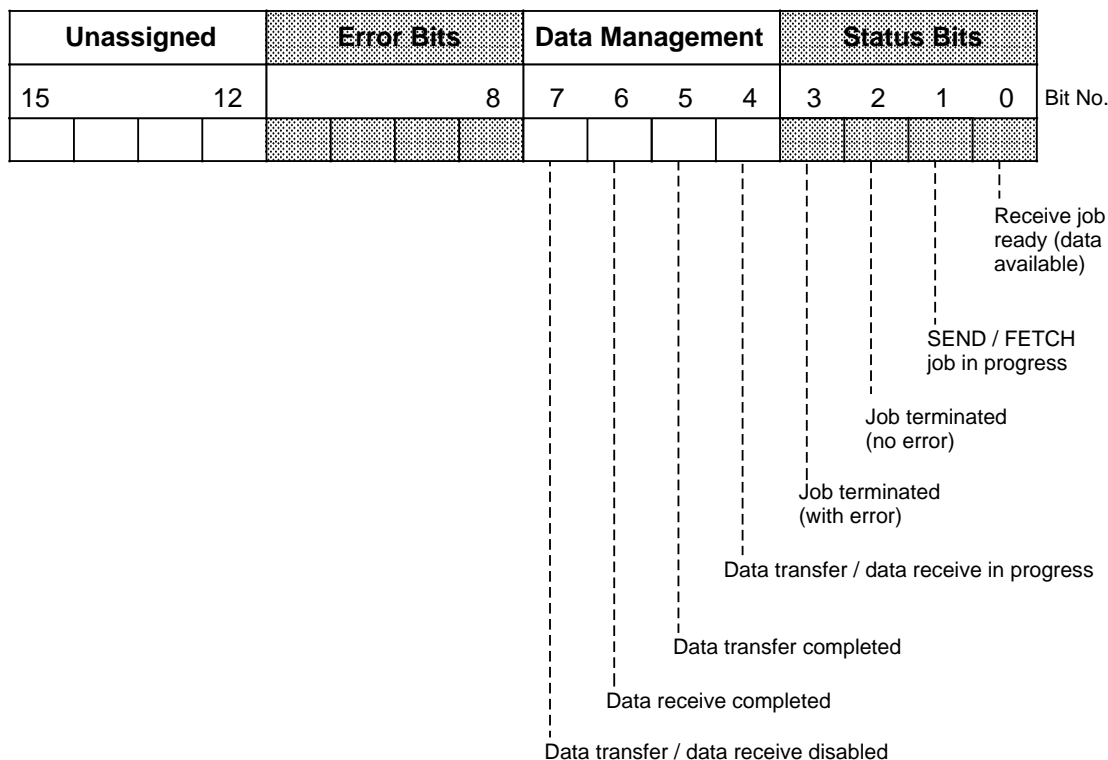 Unassigned Error Bits Data Management Status Bits
15 12 8 7 6 5 4 3 2 1 0 Bit No.
Receive job
ready (data
available)
SEND / FETCH
job in progress
Job terminated
(no error)
Job terminated
(with error)
Data transfer / data receive in progress
Data transfer completed
Data receive completed
Data transfer / data receive disabled